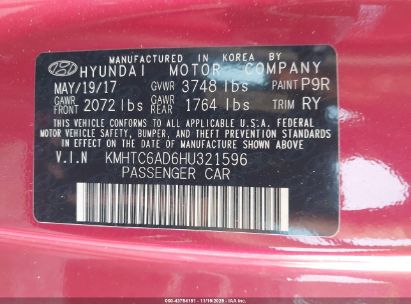 MANUFACTURED IN KOREA BY
HYUNDAI MOTOR COMPANY
MAY/19/17 GVWR 3748 lbs PAINT P9R
GAWR FRONT 2072 lbs GAWR REAR 1764 lbs TRIM RY
THIS VEHICLE CONFORMS TO ALL APPLICABLE U.S.A. FEDERAL
MOTOR VEHICLE SAFETY, BUMPER, AND THEFT PREVENTION STANDARDS
IN EFFECT ON THE DATE OF MANUFACTURE SHOWN ABOVE.
V.I.N KMHTC6AD6HU321596
PASSENGER CAR